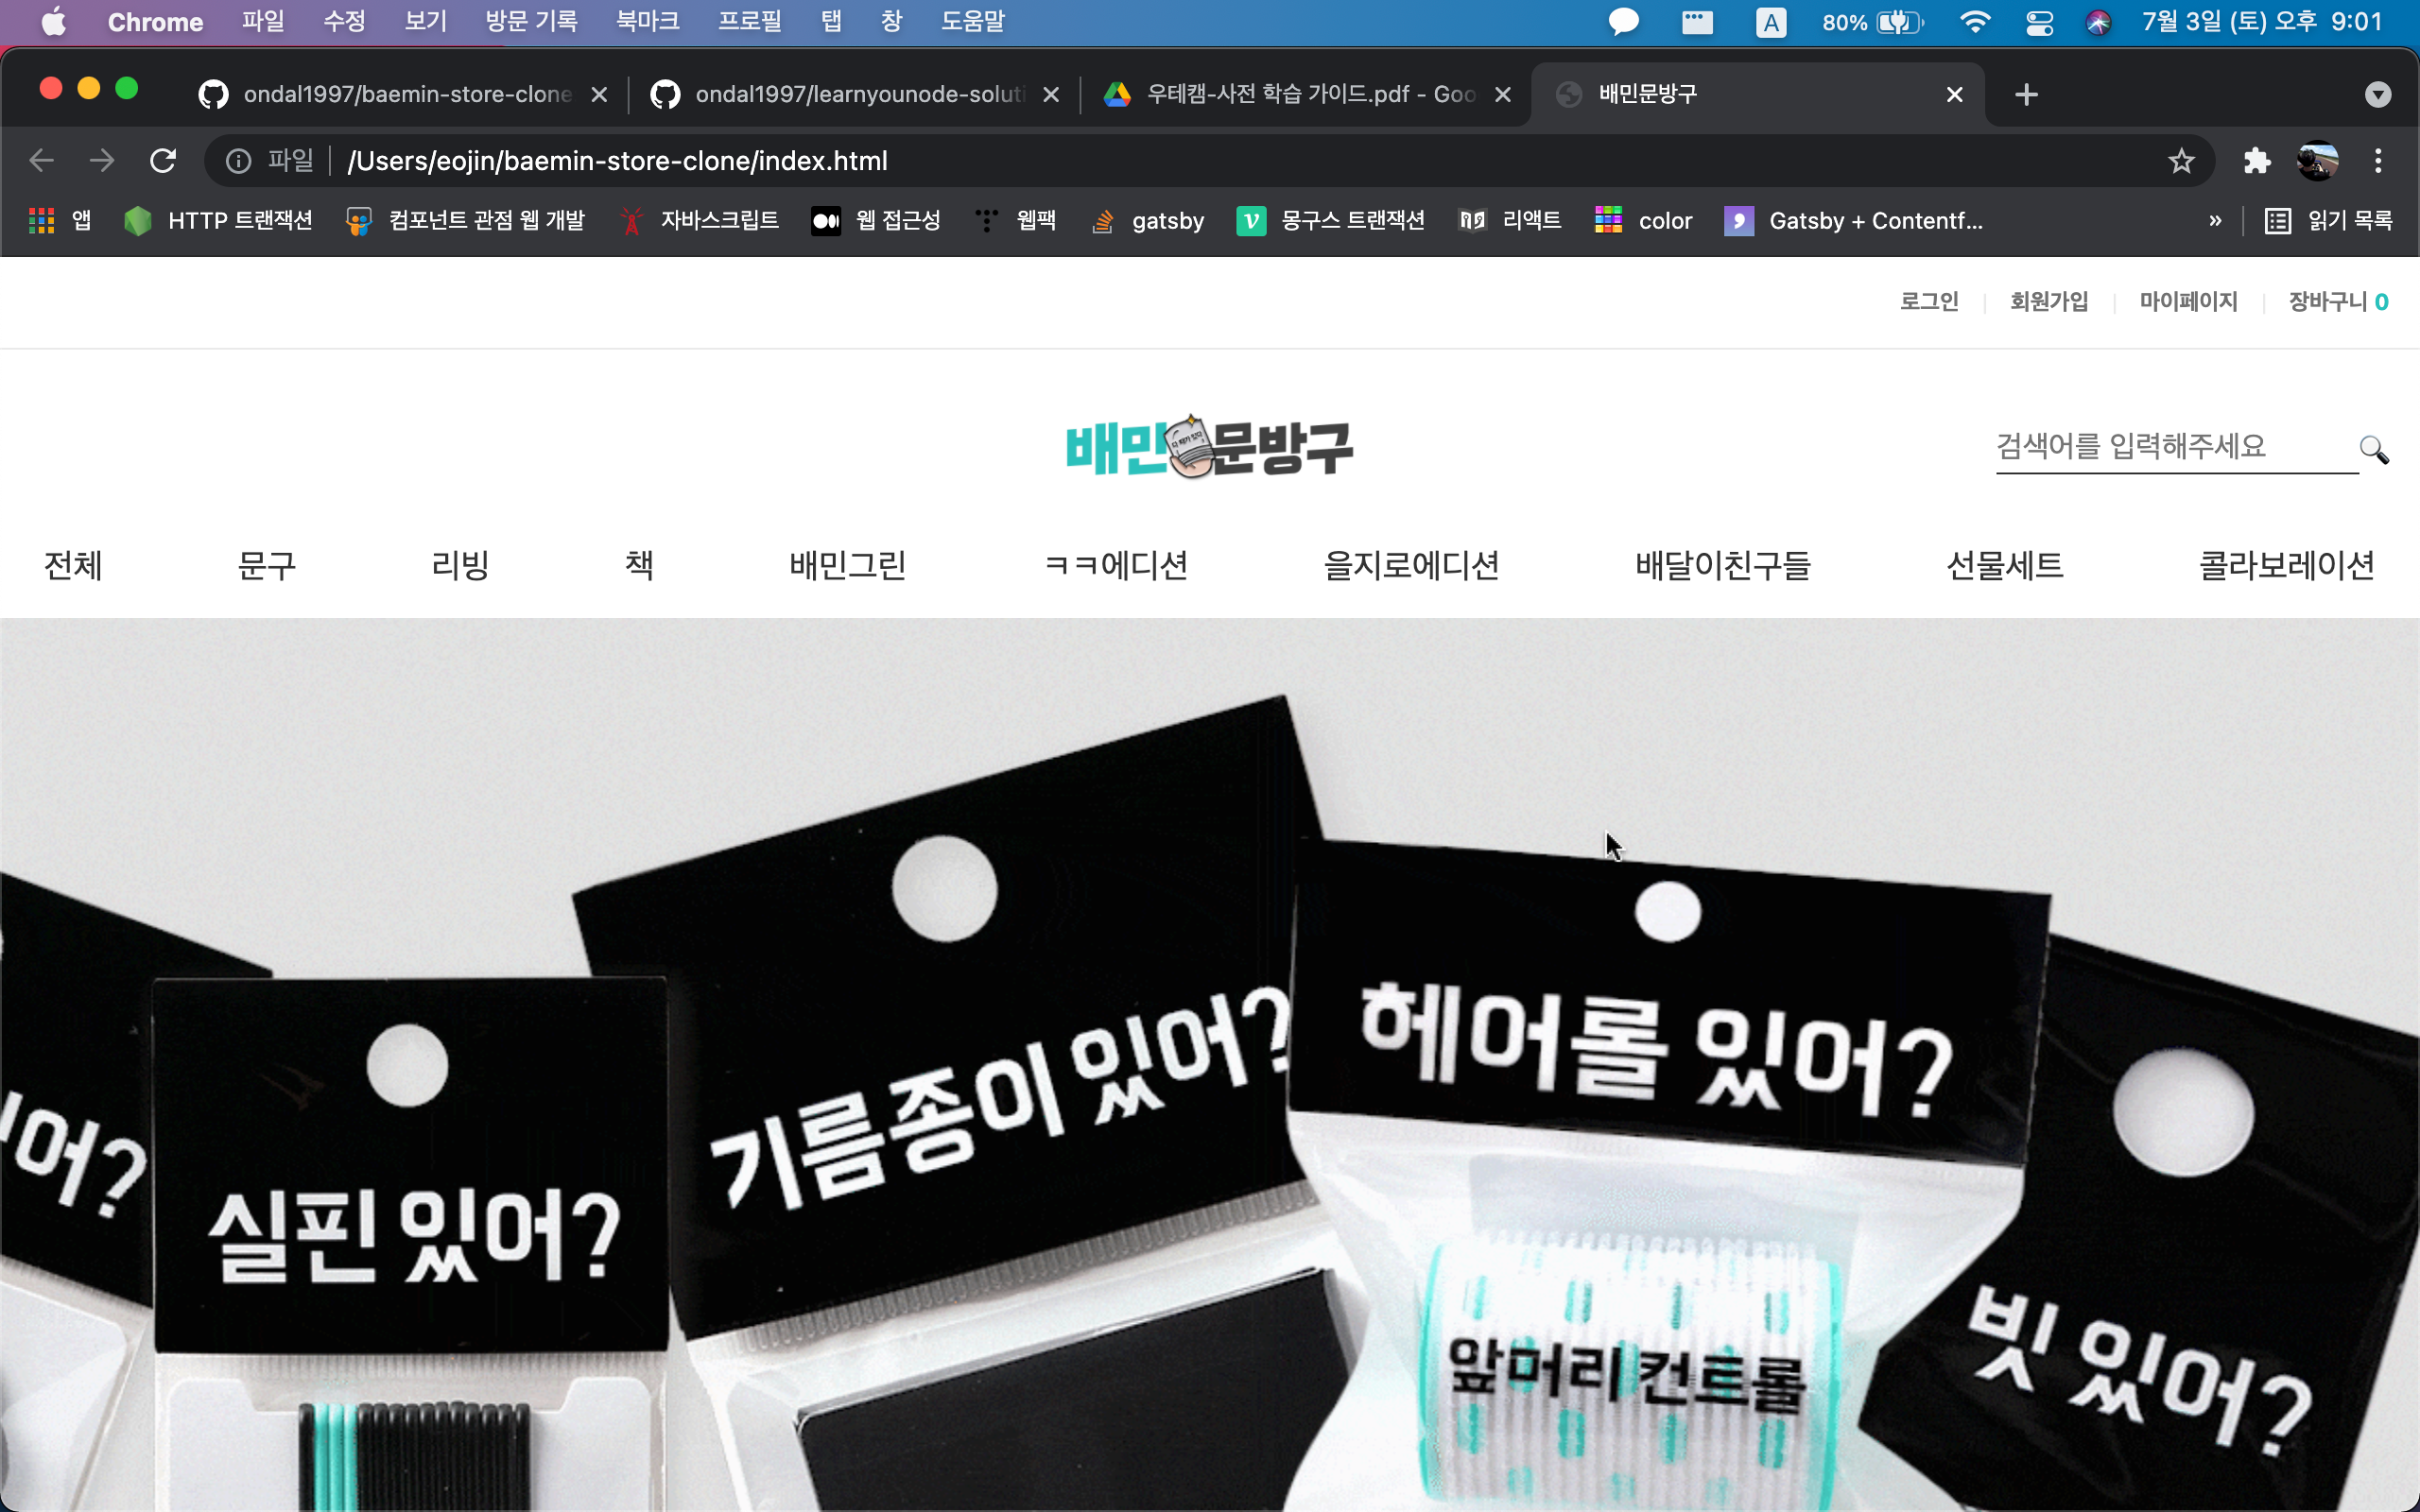 Chrome 파일 수정 보기 방문 기록 북마크 프로필 탭 창 도움말 A 80% 7월 3일 (토) 오후 9:01
ondal1997/baemin-store-clone ondal1997/learnyounode-soluti 우테캠-사전 학습 가이드.pdf - Goo 배민문방구
파일 /Users/eojin/baemin-store-clone/index.html
앱 HTTP 트랜잭션 컴포넌트 관점 웹 개발 자바스크립트 웹 접근성 웹팩 gatsby 몽구스 트랜잭션 리액트 color Gatsby + Contentf... » 읽기 목록
로그인 회원가입 마이페이지 장바구니 0
배민문방구
검색어를 입력해주세요
전체 문구 리빙 책 배민그린 ㅋㅋ에디션 을지로에디션 배달이친구들 선물세트 콜라보레이션
어?
실핀 있어?
기름종이 있어?
헤어롤 있어?
앞머리컨트롤
빗 있어?